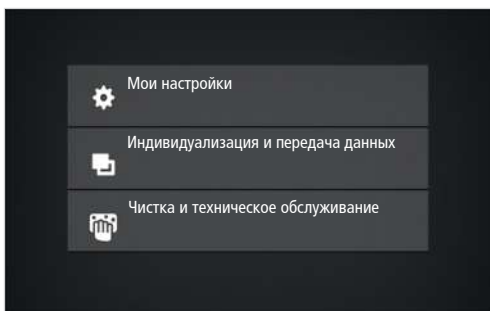 Мои настройки
Индивидуализация и передача данных
Чистка и техническое обслуживание